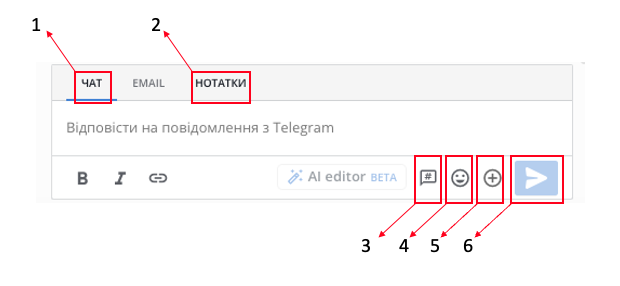 1 2
ЧАТ EMAIL НОТАТКИ
Відповісти на повідомлення з Telegram
B I AI editor BETA #
3 4 5 6